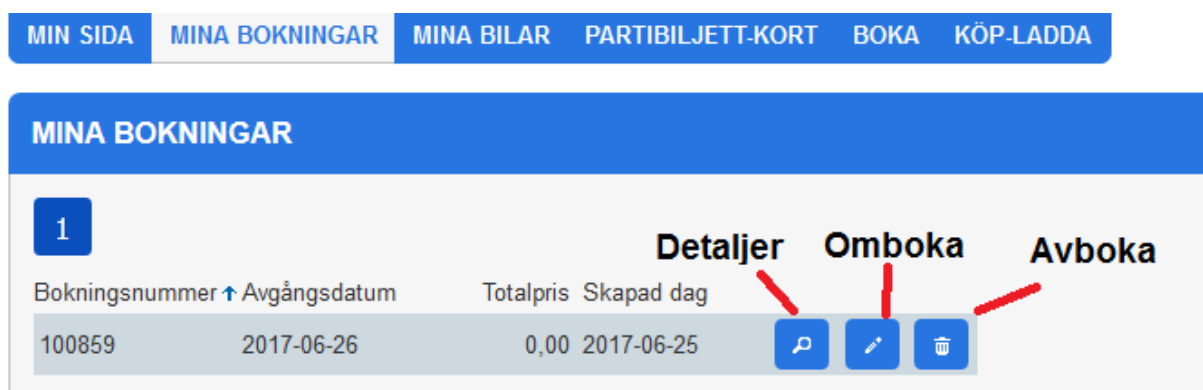 MIN SIDA MINA BOKNINGAR MINA BILAR PARTIBILJETT-KORT BOKA KÖP-LADDA
MINA BOKNINGAR
1
Detaljer Omboka Avboka
Bokningsnummer Avgångsdatum Totalpris Skapad dag
100859 2017-06-26 0,00 2017-06-25